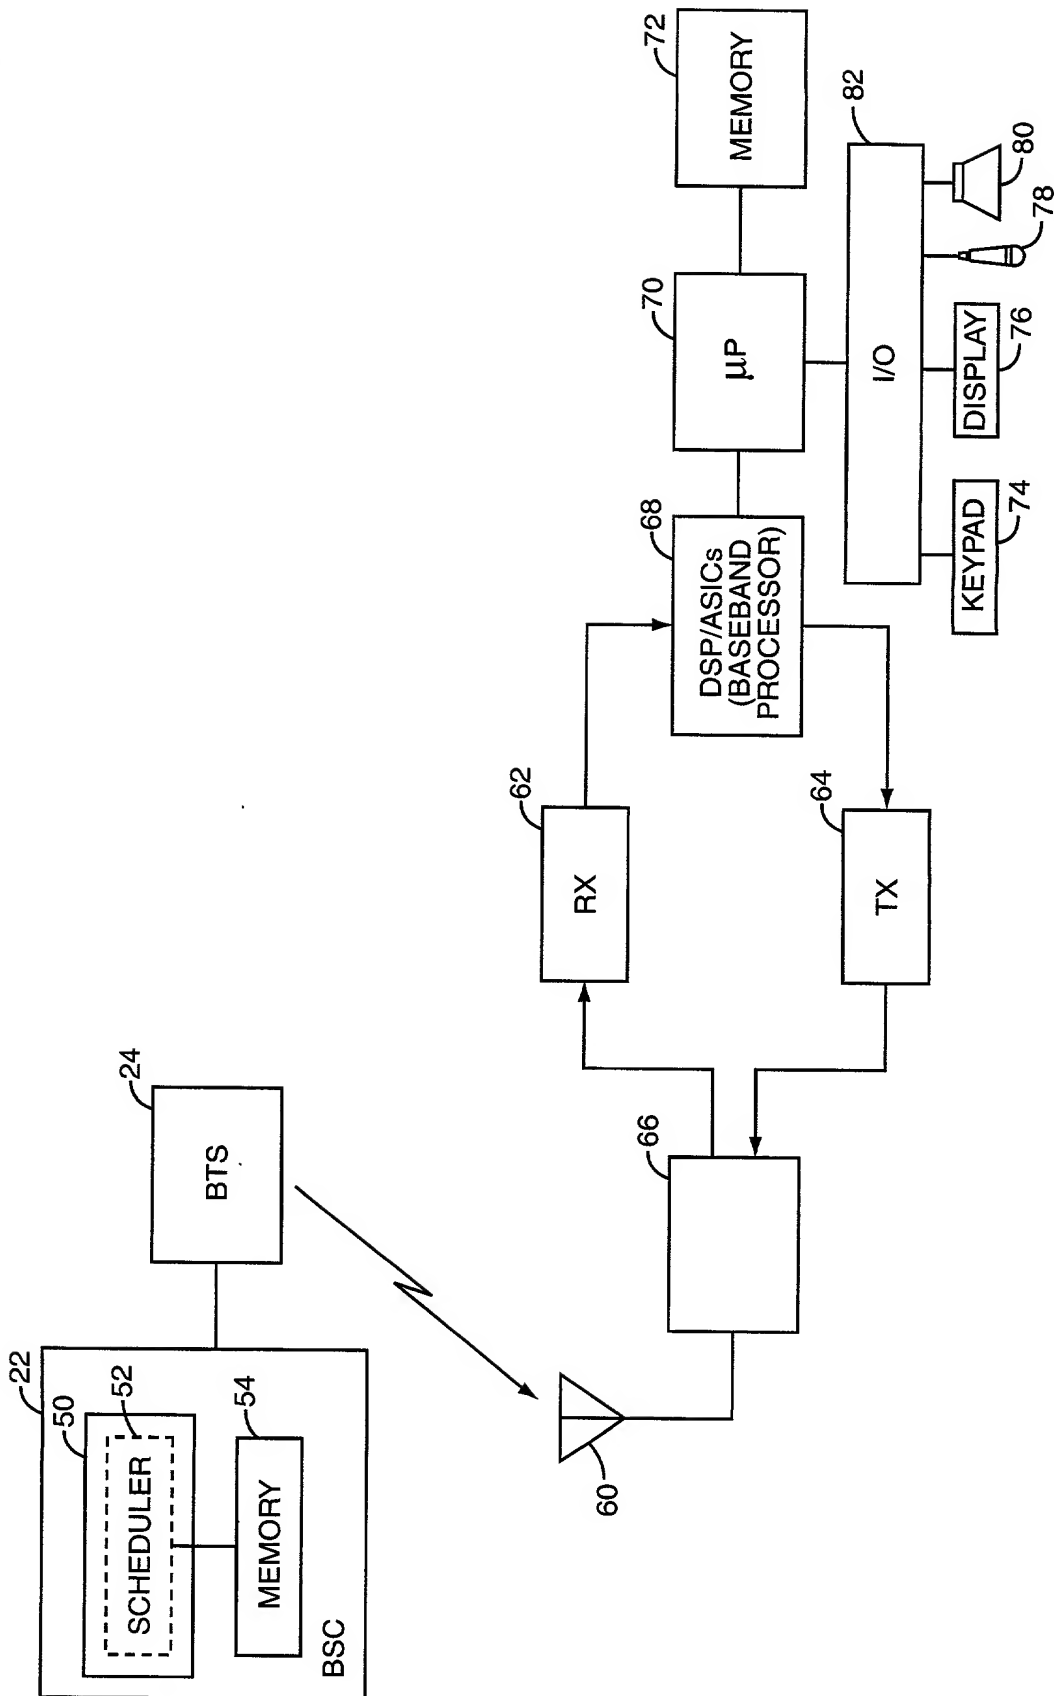 22
50
52
SCHEDULER
54
MEMORY
BSC
24
BTS
60
66
62
RX
64
TX
68
DSP/ASICs
(BASEBAND
PROCESSOR)
70
µP
72
MEMORY
82
I/O
KEYPAD
74
DISPLAY
76
78
80